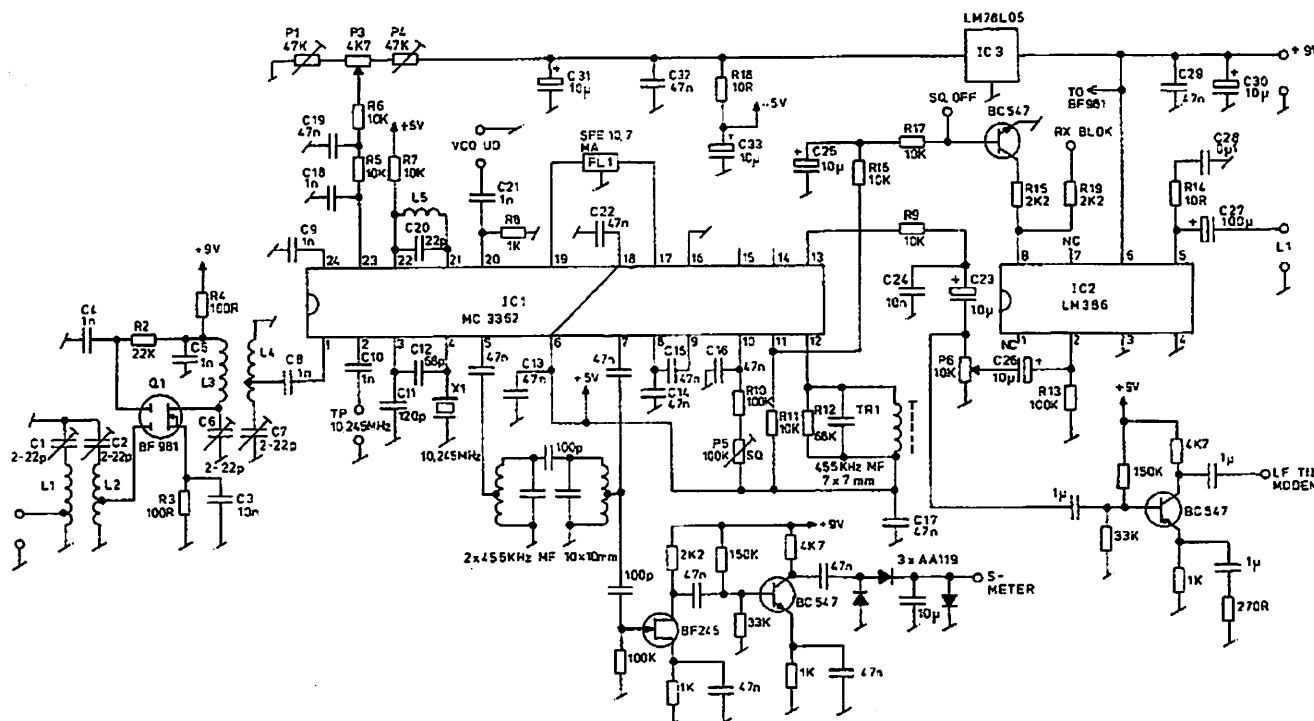 P1
47K
P3
4K7
P4
47K
LM78L05
IC3
+9V
C31
10µ
C32
47n
R18
10R
TO
BF981
C29
47n
C30
10µ
R6
10K
C19
47n
+5V
VCO UD
SFE 10,7
MA
FL1
C33
10µ
SQ OFF
BC547
RX BLOK
C28
0µ1
C25
10µ
R17
10K
R16
10K
C18
1n
R5
10K
R7
10K
C21
1n
R15
2K2
R19
2K2
R14
10R
L5
C22
47n
R9
10K
C27
100µ
C9
1n
C20
22p
R8
1K
L1
+9V
24
23
22
21
20
19
18
17
16
15
14
13
8
NC
7
6
5
C24
10n
C23
10µ
R4
100R
IC1
MC 3362
IC2
LM386
C4
1n
R2
22K
C5
1n
L3
L4
C8
1n
1
2
3
4
5
6
7
8
9
10
11
12
NC
1
2
3
4
C10
1n
C12
68p
47n
C13
47n
47n
C15
47n
C16
47n
P6
10K
C26
10µ
Q1
BF981
X1
+5V
C14
47n
R10
100K
R13
100K
C11
120p
R11
10K
R12
68K
TR1
C1
2-22p
C2
2-22p
C6
2-22p
C7
2-22p
TP
10,245MHz
P5
100K
SQ
4K7
10,245MHz
100p
455KHz MF
7x7mm
150K
1µ
LF TIL
MODEM
L1
L2
R3
100R
C3
10n
1µ
BC547
C17
47n
33K
2x455KHz MF 10x10mm
+9V
2K2
150K
4K7
3x AA119
1K
1µ
100p
47n
47n
S-
METER
BC547
10µ
270R
BF245
33K
100K
1K
47n
1K
47n